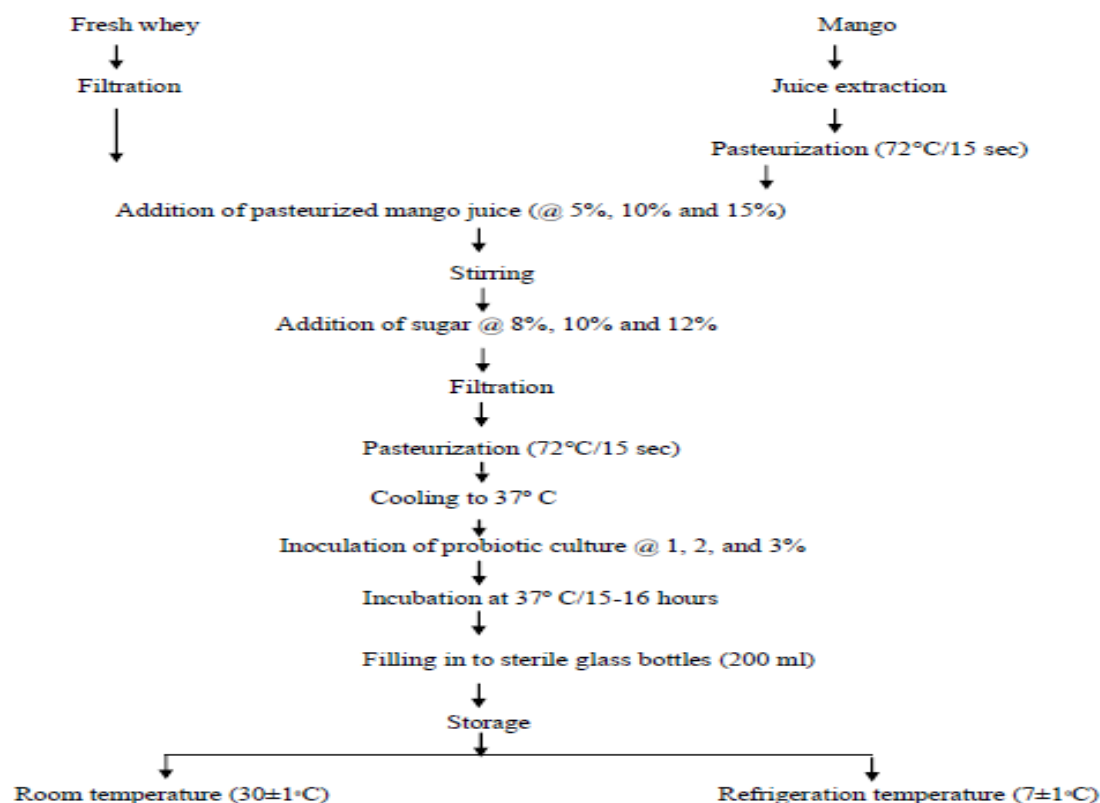 Fresh whey
Mango
Filtration
Juice extraction
Pasteurization (72°C/15 sec)
Addition of pasteurized mango juice (@ 5%, 10% and 15%)
Stirring
Addition of sugar @ 8%, 10% and 12%
Filtration
Pasteurization (72°C/15 sec)
Cooling to 37° C
Inoculation of probiotic culture @ 1, 2, and 3%
Incubation at 37° C/15-16 hours
Filling in to sterile glass bottles (200 ml)
Storage
Room temperature (30±1◦C)
Refrigeration temperature (7±1◦C)